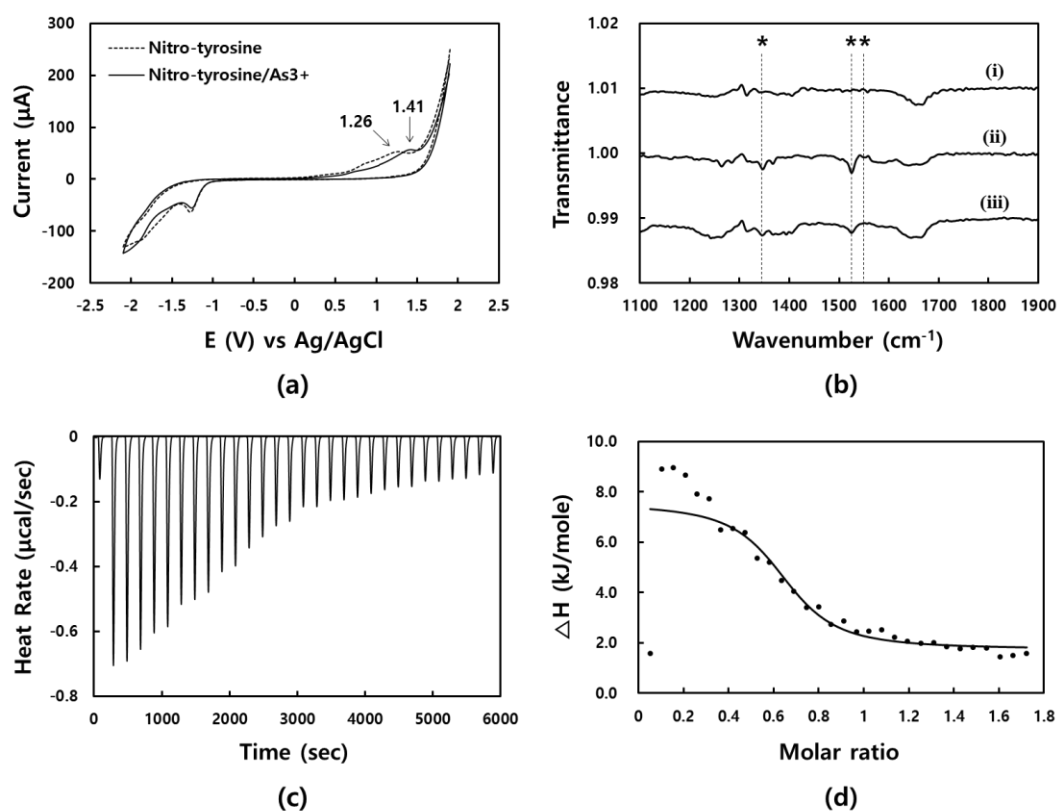 300
200
100
0
-100
-200
Current (μA)
Nitro-tyrosine
Nitro-tyrosine/As3+
1.26
1.41
-2.5 -2 -1.5 -1 -0.5 0 0.5 1 1.5 2 2.5
E (V) vs Ag/AgCl
(a)
1.02
1.01
1.00
0.99
0.98
Transmittance
* * *
(i)
(ii)
(iii)
1100 1200 1300 1400 1500 1600 1700 1800 1900
Wavenumber (cm-1)
(b)
0
-0.2
-0.4
-0.6
-0.8
Heat Rate (μcal/sec)
0 1000 2000 3000 4000 5000 6000
Time (sec)
(c)
10.0
8.0
6.0
4.0
2.0
0.0
△H (kJ/mole)
0 0.2 0.4 0.6 0.8 1 1.2 1.4 1.6 1.8
Molar ratio
(d)